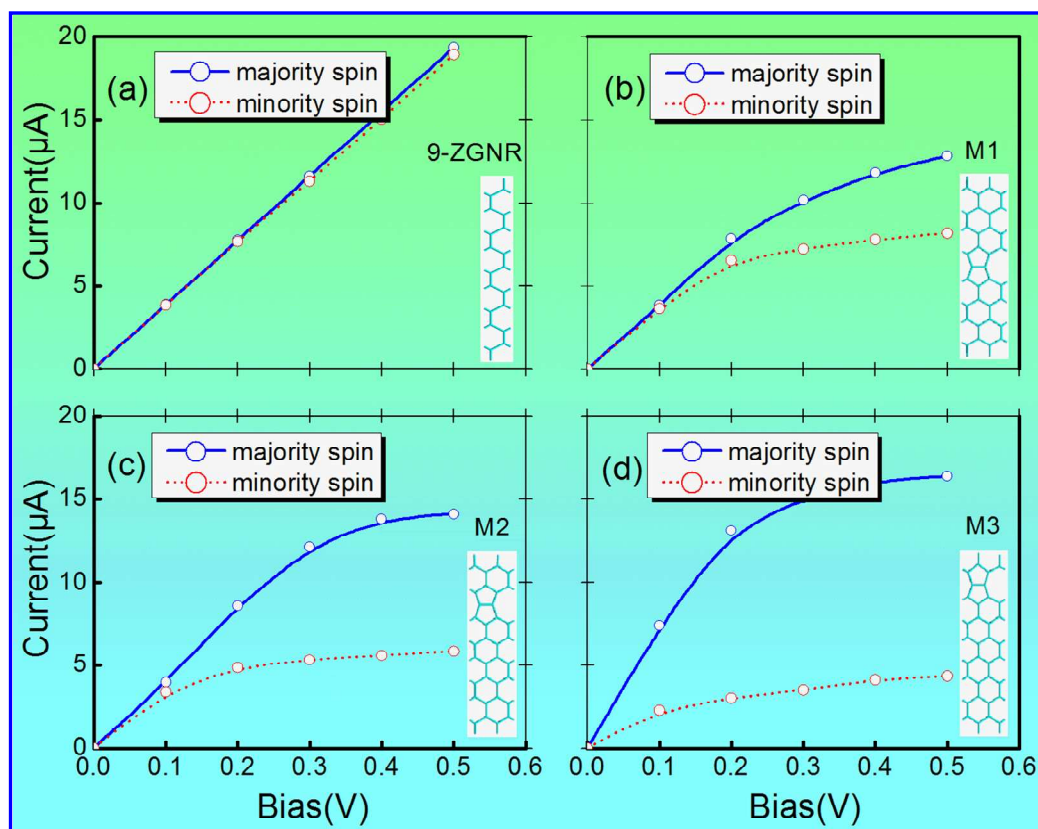 20
15
10
5
0
Current(µA)
(a)
majority spin
minority spin
9-ZGNR
(b)
majority spin
minority spin
M1
20
15
10
5
0
Current(µA)
(c)
majority spin
minority spin
M2
(d)
majority spin
minority spin
M3
0.0 0.1 0.2 0.3 0.4 0.5 0.6
0.1 0.2 0.3 0.4 0.5 0.6
Bias(V)
Bias(V)